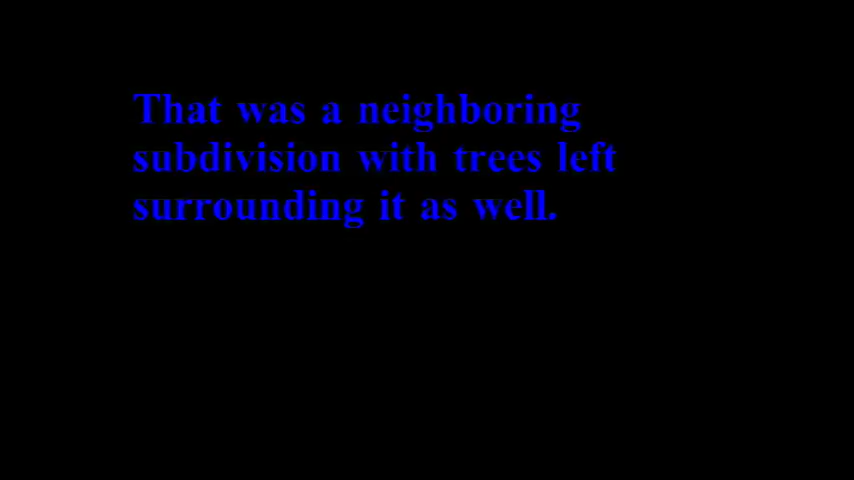 That was a neighboring
subdivision with trees left
surrounding it as well.